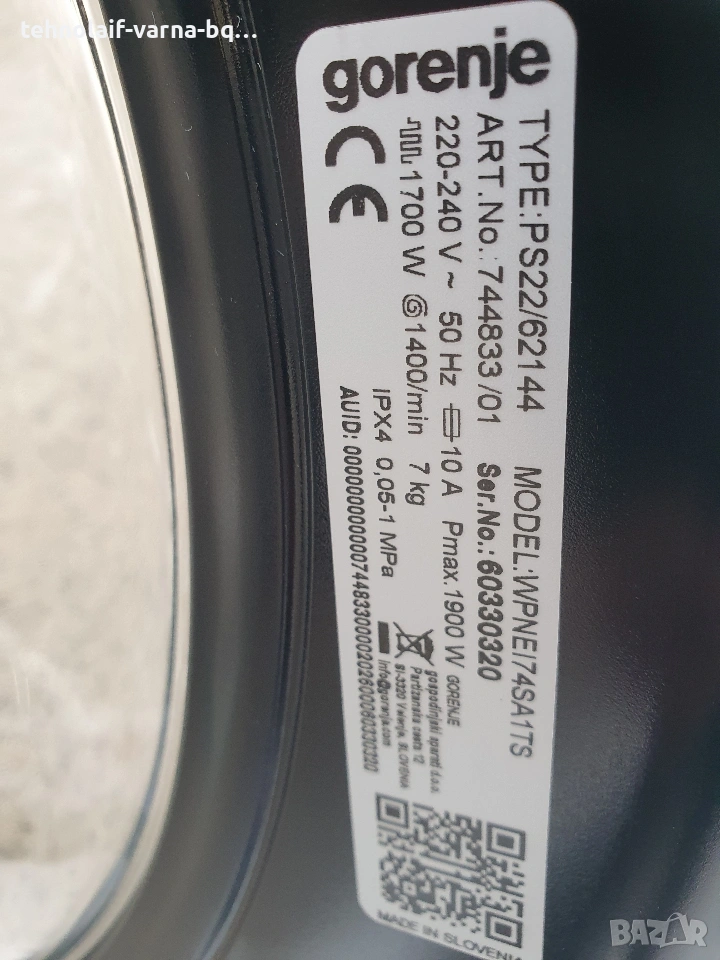 tehnolaif-varna-bg...
gorenje
TYPE:PS22/62144 MODEL:WPNEI74SA1TS
ART.No.:744833/01 Ser.No.:60330320
220-240 V ~ 50 Hz 10 A Pmax.1900 W
1700 W 1400/min 7 kg
IPX4 0,05-1 MPa
AUID: 0000000000007448330000202600060330320
GORENJE
gospodinjski aparati d.o.o.
Partizanska cesta 12
SI-3320 Velenje, SLOVENIA
info@gorenje.com
MADE IN SLOVENIA
BAZAR